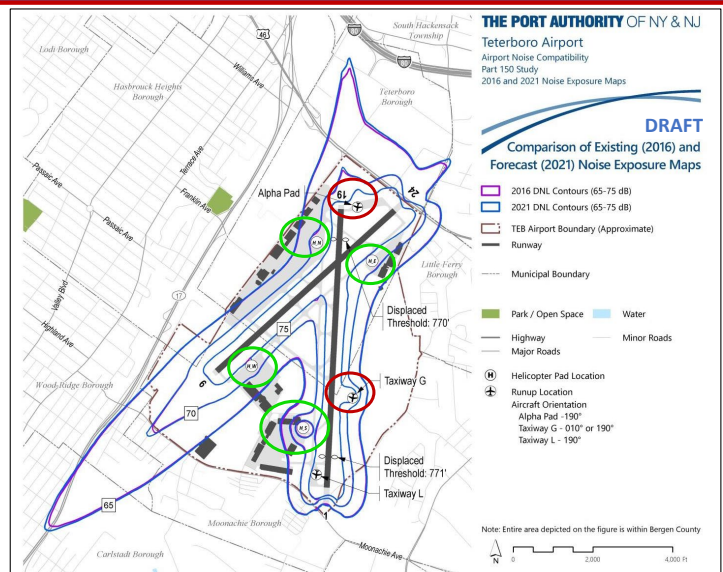 South Hackensack
Township
Lodi Borough
46
80
Williams Ave
Hasbrouck Heights
Borough
Teterboro
Borough
Terrace Ave
Passaic Ave
Franklin Ave
Alpha Pad
19
24
H_N
H_E
Little Ferry
Borough
Passaic Ave
Valley Blvd
17
Highland Ave
75
Displaced
Threshold: 770'
6
H_W
Taxiway G
Wood-Ridge Borough
70
H_S
Displaced
Threshold: 771'
65
Taxiway L
1
Moonachie Borough
Moonachie Ave
Carlstadt Borough
THE PORT AUTHORITY OF NY & NJ
Teterboro Airport
Airport Noise Compatibility
Part 150 Study
2016 and 2021 Noise Exposure Maps
DRAFT
Comparison of Existing (2016) and
Forecast (2021) Noise Exposure Maps
2016 DNL Contours (65-75 dB)
2021 DNL Contours (65-75 dB)
TEB Airport Boundary (Approximate)
Runway
Municipal Boundary
Park / Open Space Water
Highway Minor Roads
Major Roads
H Helicopter Pad Location
Runup Location
Aircraft Orientation
Alpha Pad -190°
Taxiway G - 010° or 190°
Taxiway L - 190°
Note: Entire area depicted on the figure is within Bergen County
N 0 2,000 4,000 Ft